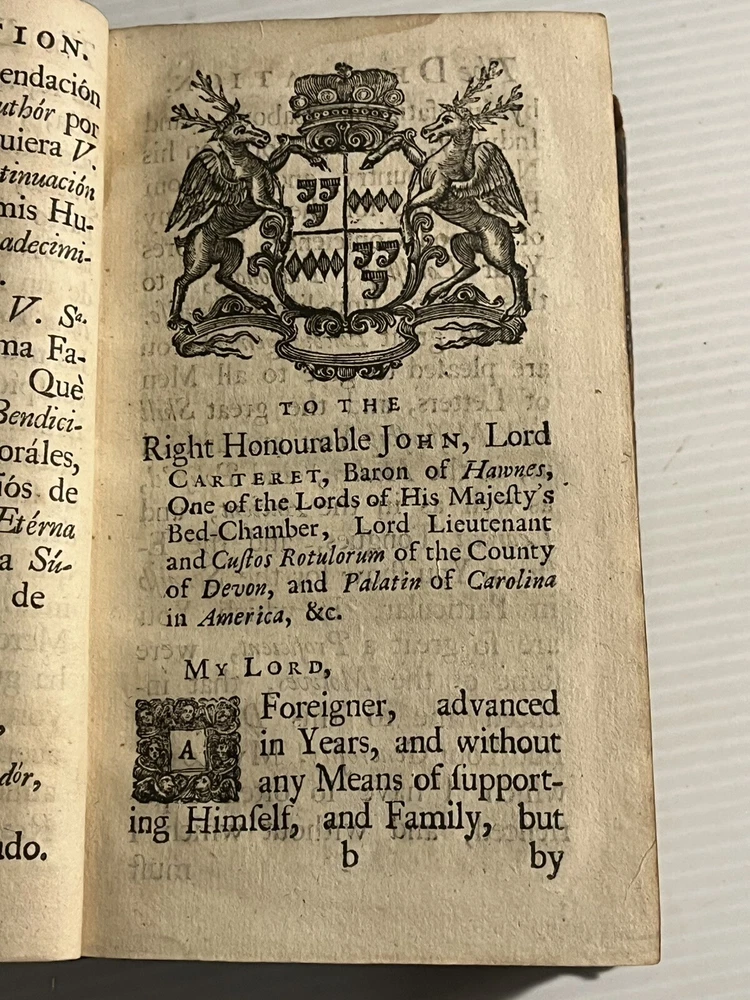 TION.
endación
uthór por
uiera V.
tinuación
mis Hu-
adecimi-
V. Sa.
ma Fa-
Què
Bendici-
oráles,
ós de
Etérna
a Sú-
de
dór,
ndo.
TO THE
Right Honourable JOHN, Lord
CARTERET, Baron of Hawnes,
One of the Lords of His Majeſty's
Bed-Chamber, Lord Lieutenant
and Cuſtos Rotulorum of the County
of Devon, and Palatin of Carolina
in America, &c.
MY LORD,
A Foreigner, advanced
in Years, and without
any Means of ſupport-
ing Himſelf, and Family, but
b by